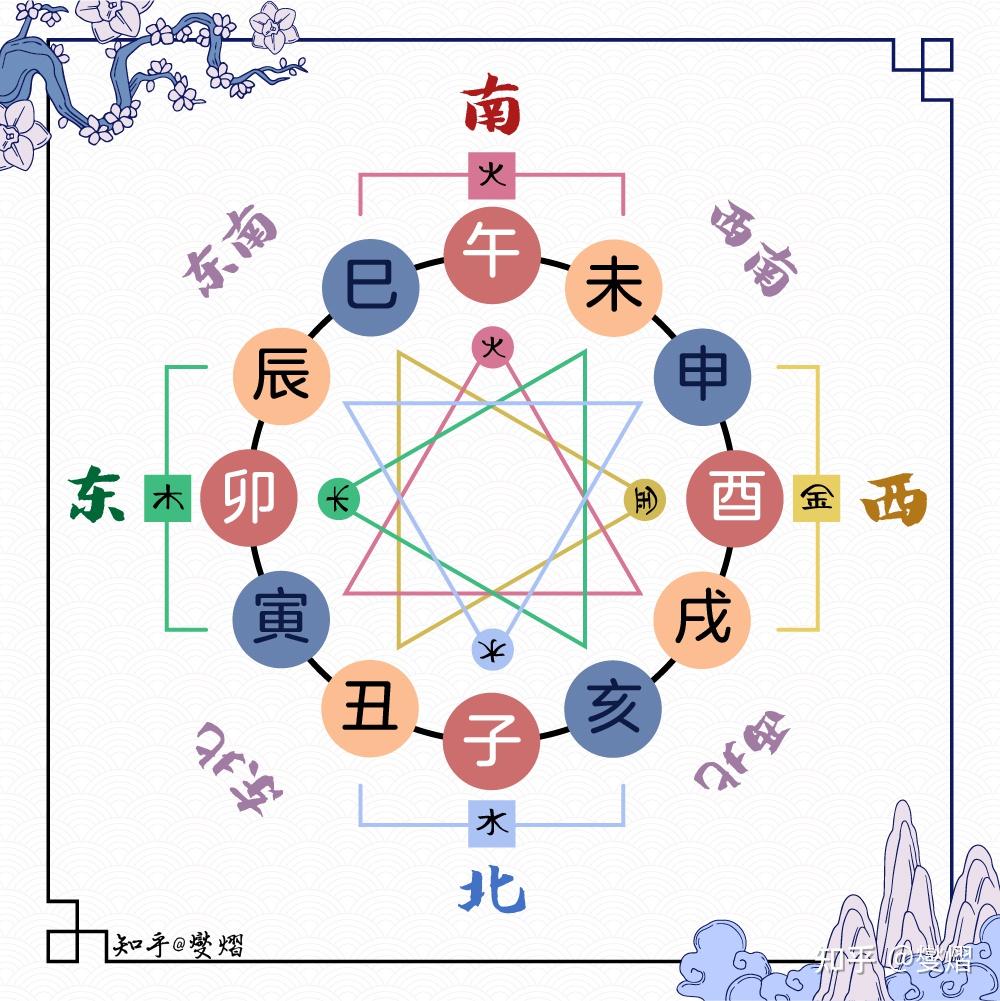 南
火
东南
西南
午
巳
未
火
辰
申
东
木
卯
木
金
酉
金
西
寅
戌
水
丑
亥
子
东北
西北
水
北
知乎@燮熠
知乎 @燮熠